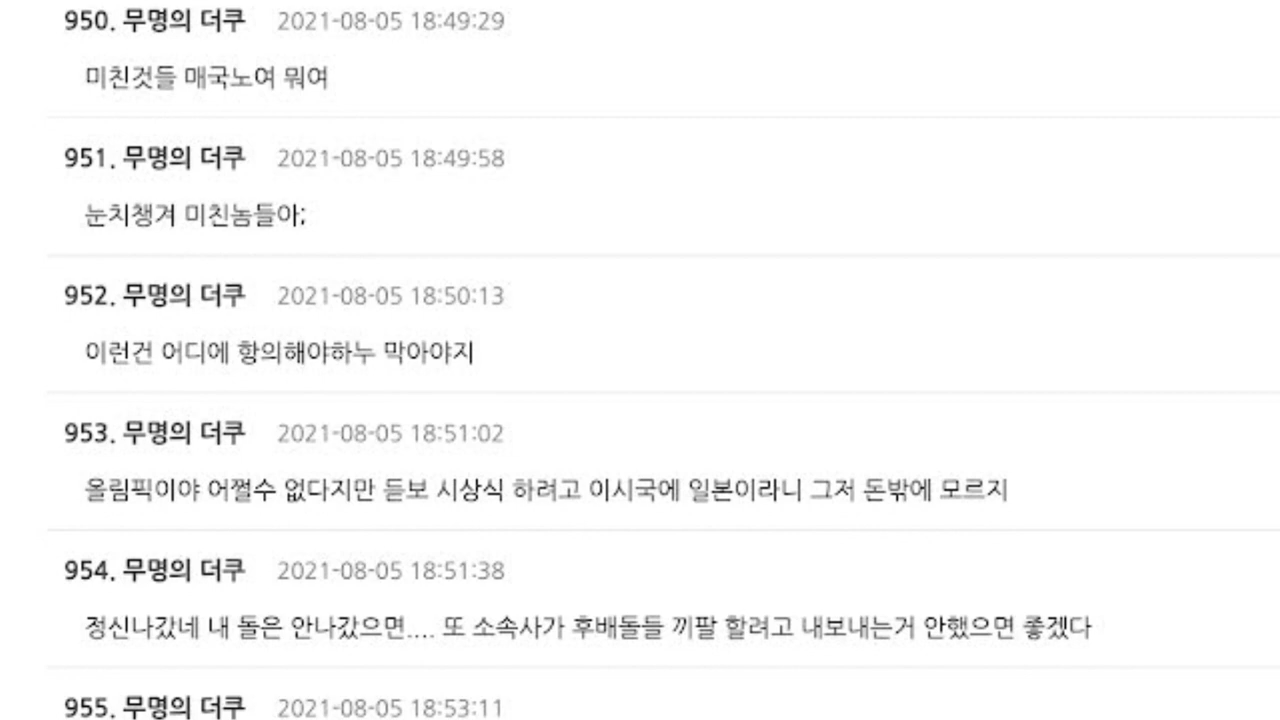 950. 무명의 더쿠 2021-08-05 18:49:29
미친것들 매국노여 뭐여
951. 무명의 더쿠 2021-08-05 18:49:58
눈치챙겨 미친놈들아;
952. 무명의 더쿠 2021-08-05 18:50:13
이런건 어디에 항의해야하누 막아야지
953. 무명의 더쿠 2021-08-05 18:51:02
올림픽이야 어쩔수 없다지만 듣보 시상식 하려고 이시국에 일본이라니 그저 돈밖에 모르지
954. 무명의 더쿠 2021-08-05 18:51:38
정신나갔네 내 돌은 안나갔으면.... 또 소속사가 후배돌들 끼팔 할려고 내보내는거 안했으면 좋겠다
955. 무명의 더쿠 2021-08-05 18:53:11